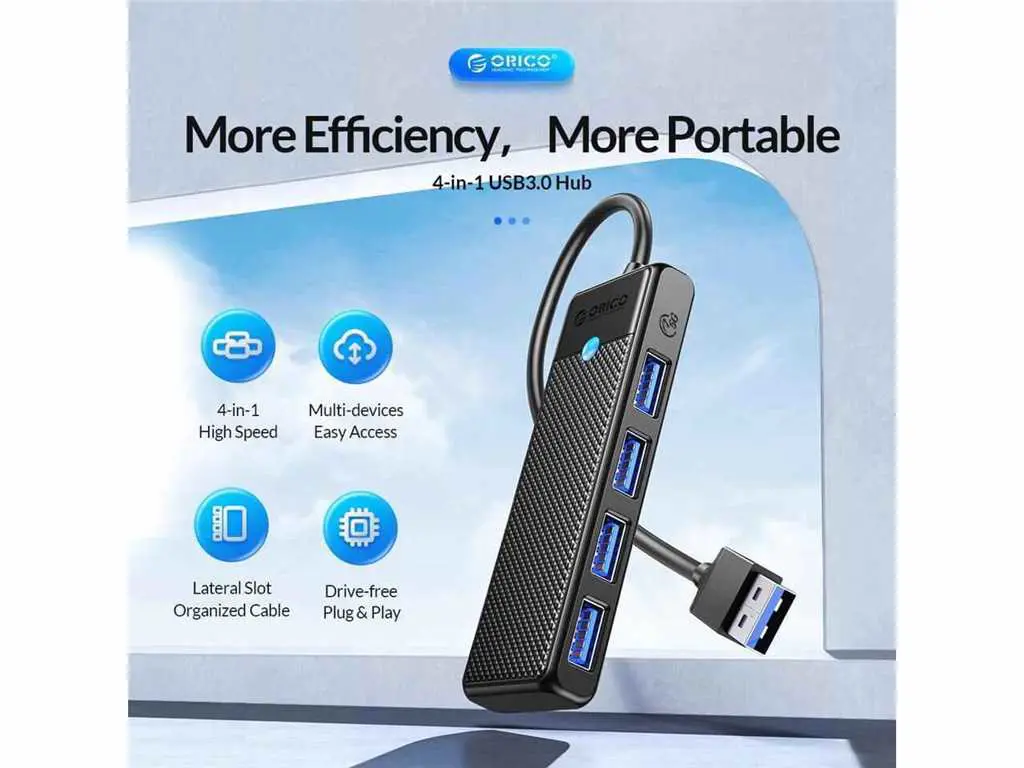 ORICO
More Efficiency, More Portable
4-in-1 USB3.0 Hub
ORICO
4-in-1
High Speed
Multi-devices
Easy Access
Lateral Slot
Organized Cable
Drive-free
Plug & Play